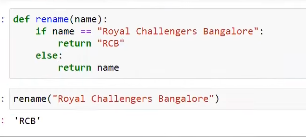 : def rename(name):
    if name == "Royal Challengers Bangalore":
        return "RCB"
    else:
        return name
: rename("Royal Challengers Bangalore")
: 'RCB'